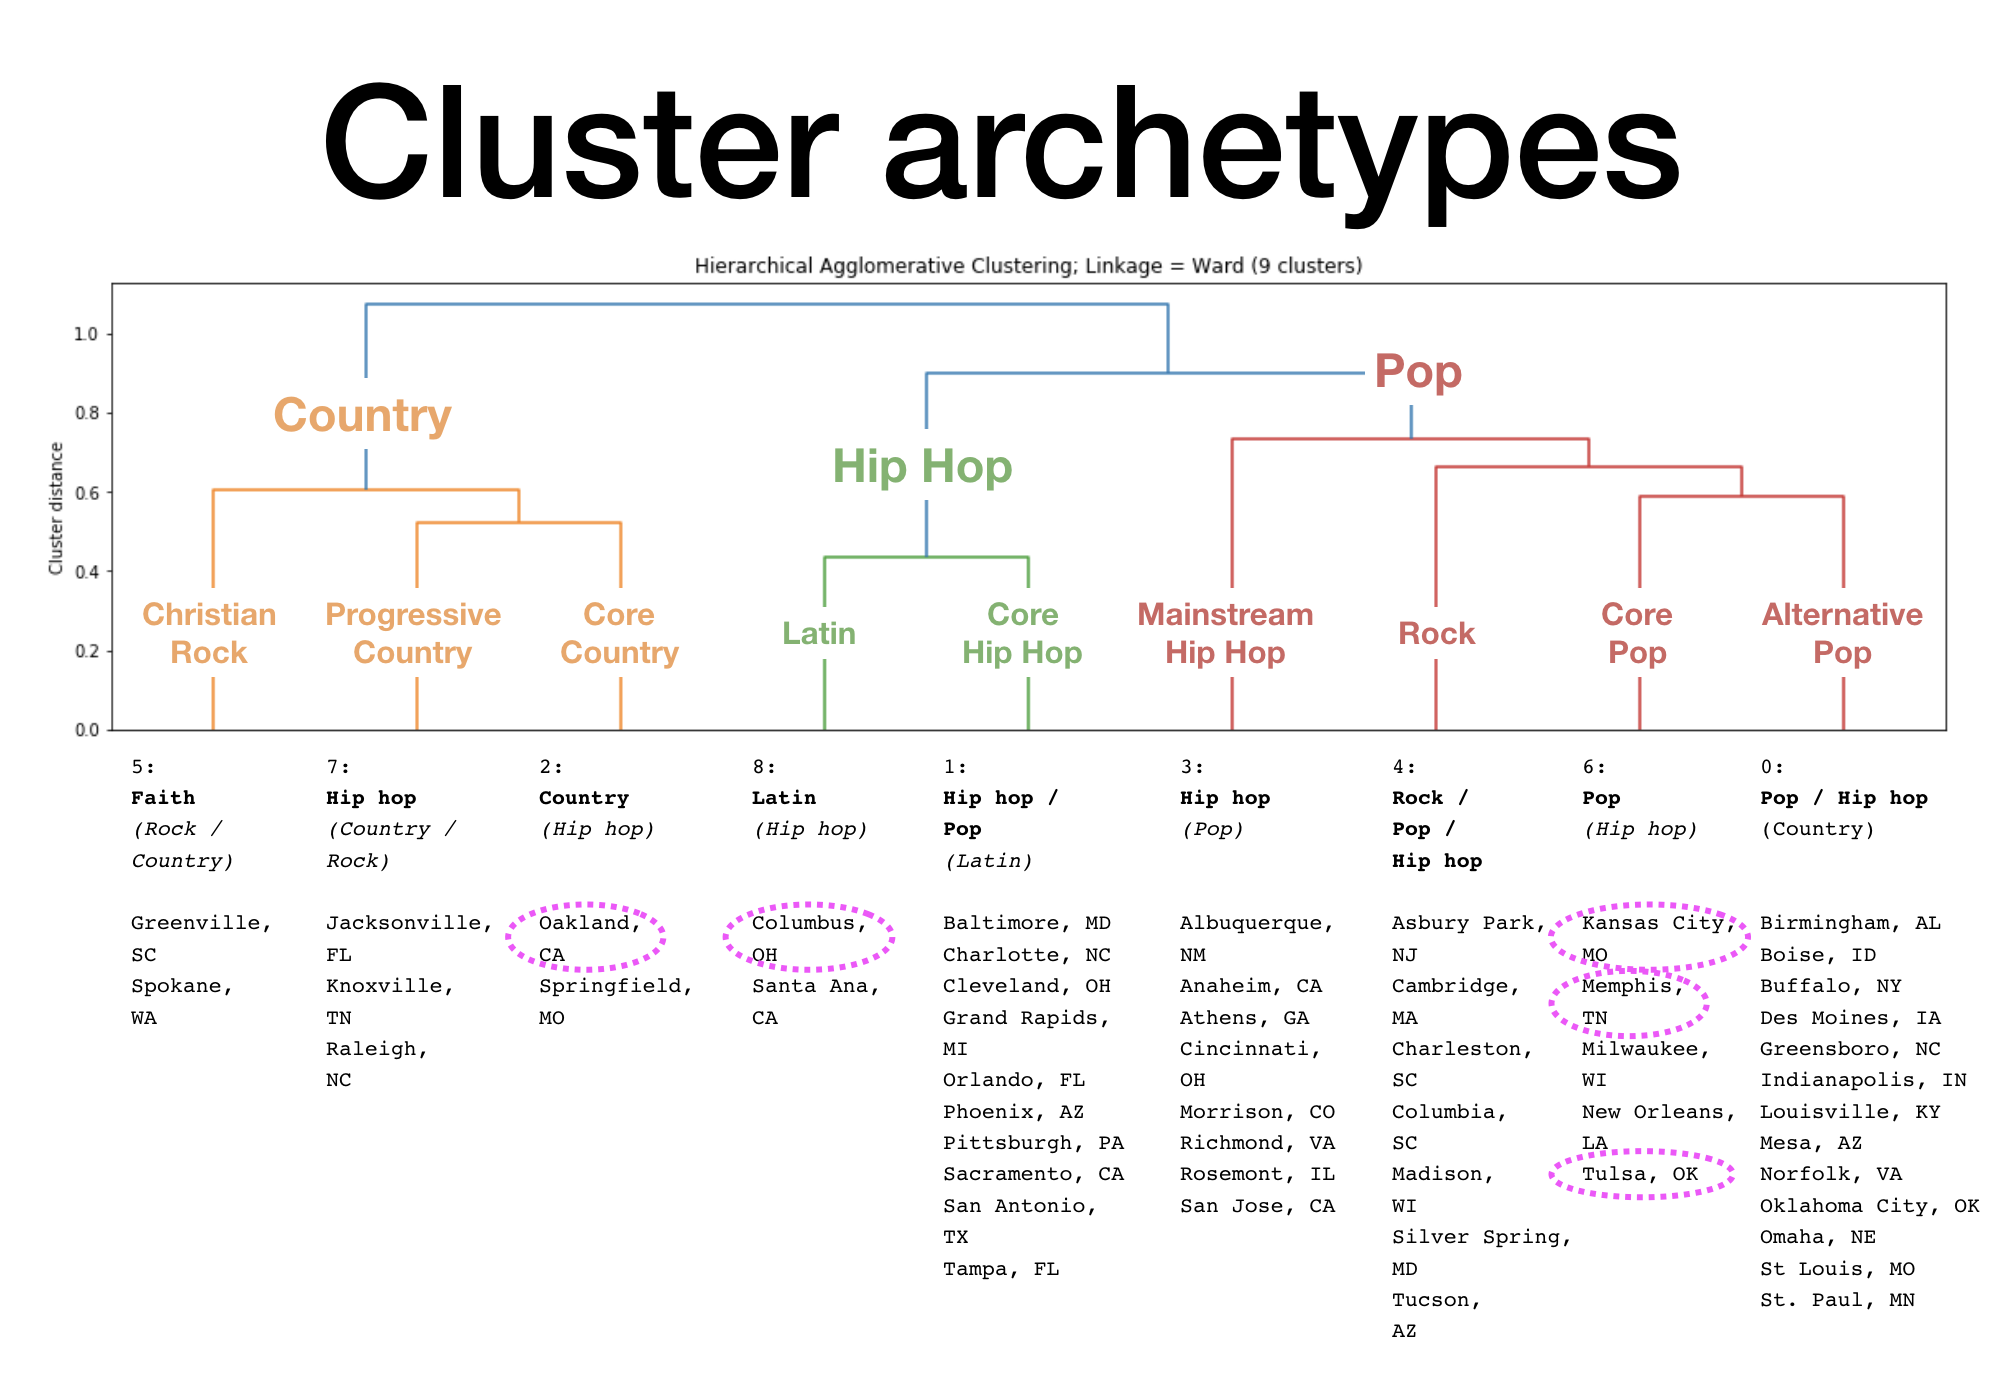 Cluster archetypes
Hierarchical Agglomerative Clustering; Linkage = Ward (9 clusters)
Cluster distance
1.0
0.8
0.6
0.4
0.2
0.0
Country
Hip Hop
Pop
Christian
Rock
Progressive
Country
Core
Country
Latin
Core
Hip Hop
Mainstream
Hip Hop
Rock
Core
Pop
Alternative
Pop
5:
Faith
(Rock /
Country)
Greenville,
SC
Spokane,
WA
7:
Hip hop
(Country /
Rock)
Jacksonville,
FL
Knoxville,
TN
Raleigh,
NC
2:
Country
(Hip hop)
Oakland,
CA
Springfield,
MO
8:
Latin
(Hip hop)
Columbus,
OH
Santa Ana,
CA
1:
Hip hop /
Pop
(Latin)
Baltimore, MD
Charlotte, NC
Cleveland, OH
Grand Rapids,
MI
Orlando, FL
Phoenix, AZ
Pittsburgh, PA
Sacramento, CA
San Antonio,
TX
Tampa, FL
3:
Hip hop
(Pop)
Albuquerque,
NM
Anaheim, CA
Athens, GA
Cincinnati,
OH
Morrison, CO
Richmond, VA
Rosemont, IL
San Jose, CA
4:
Rock /
Pop /
Hip hop
Asbury Park,
NJ
Cambridge,
MA
Charleston,
SC
Columbia,
SC
Madison,
WI
Silver Spring,
MD
Tucson,
AZ
6:
Pop
(Hip hop)
Kansas City,
MO
Memphis,
TN
Milwaukee,
WI
New Orleans,
LA
Tulsa, OK
0:
Pop / Hip hop
(Country)
Birmingham, AL
Boise, ID
Buffalo, NY
Des Moines, IA
Greensboro, NC
Indianapolis, IN
Louisville, KY
Mesa, AZ
Norfolk, VA
Oklahoma City, OK
Omaha, NE
St Louis, MO
St. Paul, MN